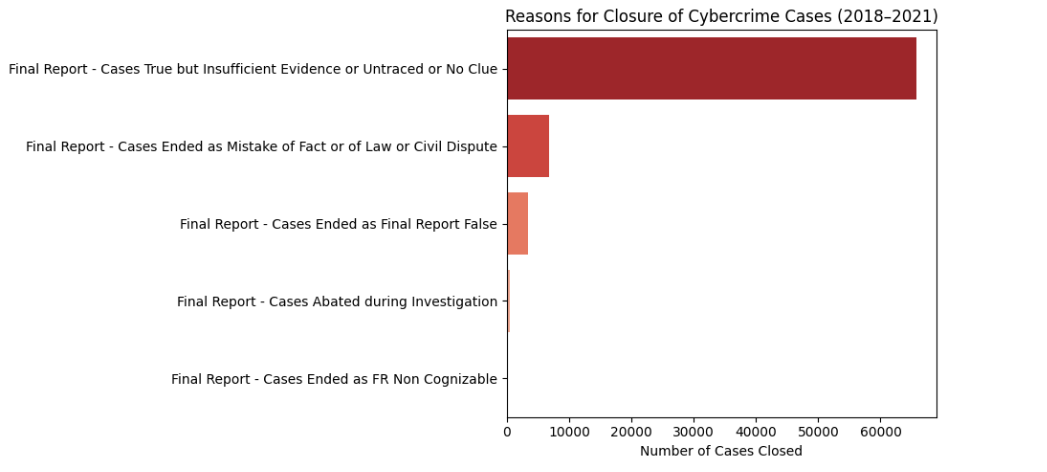 Reasons for Closure of Cybercrime Cases (2018–2021)
Final Report - Cases True but Insufficient Evidence or Untraced or No Clue
Final Report - Cases Ended as Mistake of Fact or of Law or Civil Dispute
Final Report - Cases Ended as Final Report False
Final Report - Cases Abated during Investigation
Final Report - Cases Ended as FR Non Cognizable
0 10000 20000 30000 40000 50000 60000
Number of Cases Closed